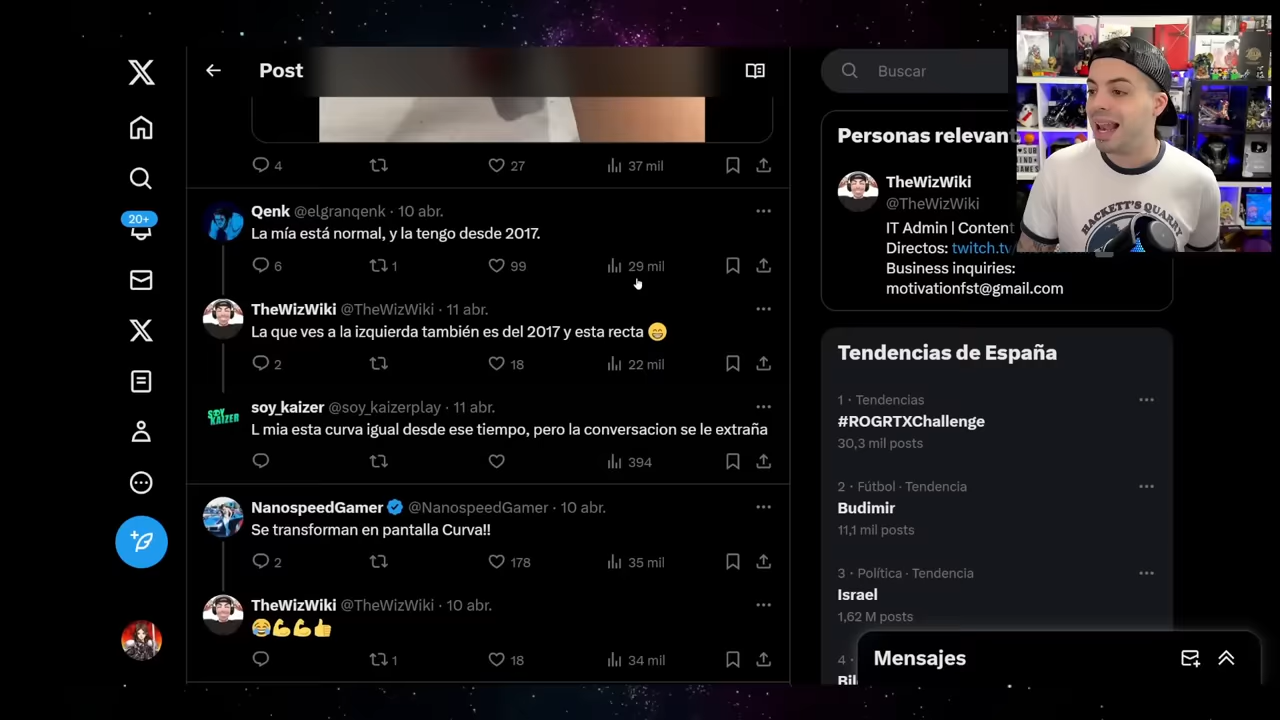 Post
Buscar
4
27
37 mil
Qenk @elgranqenk · 10 abr.
La mía está normal, y la tengo desde 2017.
6
1
99
29 mil
TheWizWiki @TheWizWiki · 11 abr.
La que ves a la izquierda también es del 2017 y esta recta 😁
2
18
22 mil
soy_kaizer @soy_kaizerplay · 11 abr.
L mia esta curva igual desde ese tiempo, pero la conversacion se le extraña
394
NanospeedGamer @NanospeedGamer · 10 abr.
Se transforman en pantalla Curva!!
2
178
35 mil
TheWizWiki @TheWizWiki · 10 abr.
😂💪💪👍
1
18
34 mil
20+
SOY KAIZER
Personas relevant
TheWizWiki
@TheWizWiki
IT Admin | Content
Directos: twitch.tv/
Business inquiries:
motivationfst@gmail.com
Tendencias de España
1 · Tendencias
#ROGRTXChallenge
30,3 mil posts
2 · Fútbol · Tendencia
Budimir
11,1 mil posts
3 · Política · Tendencia
Israel
1,62 M posts
4 ·
Bil
Mensajes
HACKETT'S QUARRY